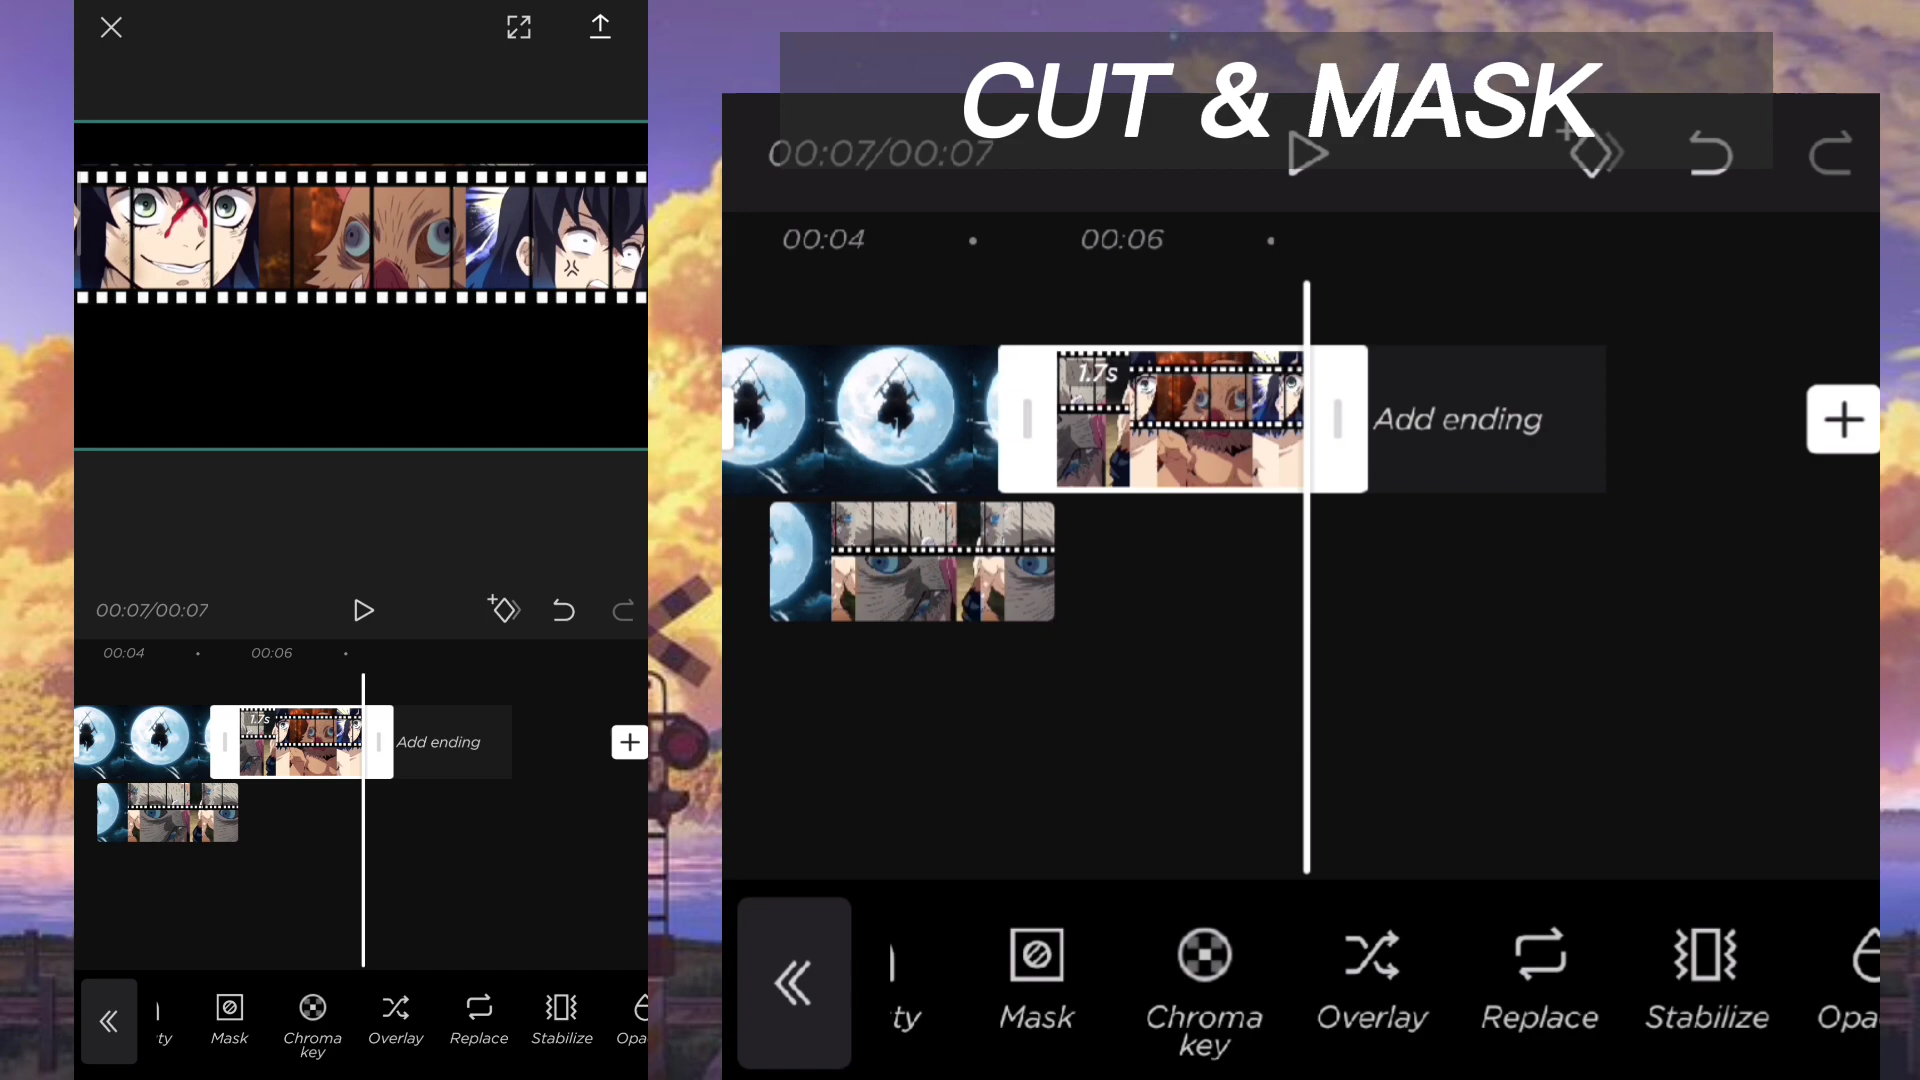 CUT & MASK
00:07/00:07
00:04
00:06
1.7s
Add ending
ty
Mask
Chroma
key
Overlay
Replace
Stabilize
Opa
00:07/00:07
00:04
00:06
1.7s
Add ending
ty
Mask
Chroma
key
Overlay
Replace
Stabilize
Opa